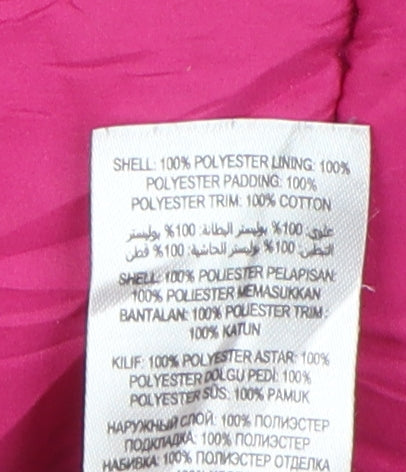 SHELL: 100% POLYESTER LINING: 100%
POLYESTER PADDING: 100%
POLYESTER TRIM: 100% COTTON
علوي: 100% بوليستر البطانة: 100% بوليستر
التبطين: 100% بوليستر للحاشية: 100% قطن
SHELL: 100% POLIESTER PELAPISAN:
100% POLIESTER MEMASUKKAN
BANTALAN: 100% POLIESTER TRIM:
100% KATUN
KILIF: 100% POLYESTER ASTAR: 100%
POLYESTER DOLGU PEDİ: 100%
POLYESTER SÜS: 100% PAMUK
НАРУЖНЫЙ СЛОЙ: 100% ПОЛИЭСТЕР
ПОДКЛАДКА: 100% ПОЛИЭСТЕР
НАБИВКА: 100% ПОЛИЭСТЕР ОТДЕЛКА